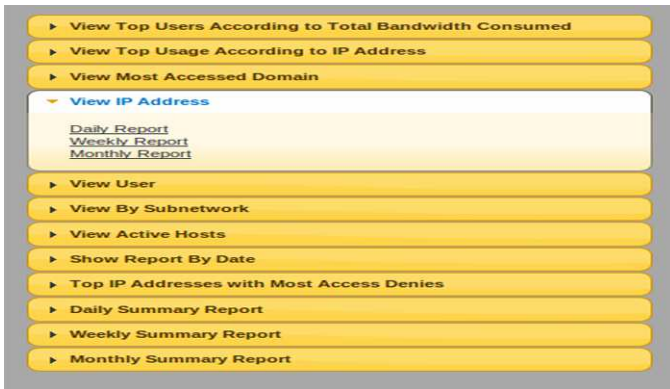 View Top Users According to Total Bandwidth Consumed
View Top Usage According to IP Address
View Most Accessed Domain
View IP Address
Daily Report
Weekly Report
Monthly Report
View User
View By Subnetwork
View Active Hosts
Show Report By Date
Top IP Addresses with Most Access Denies
Daily Summary Report
Weekly Summary Report
Monthly Summary Report